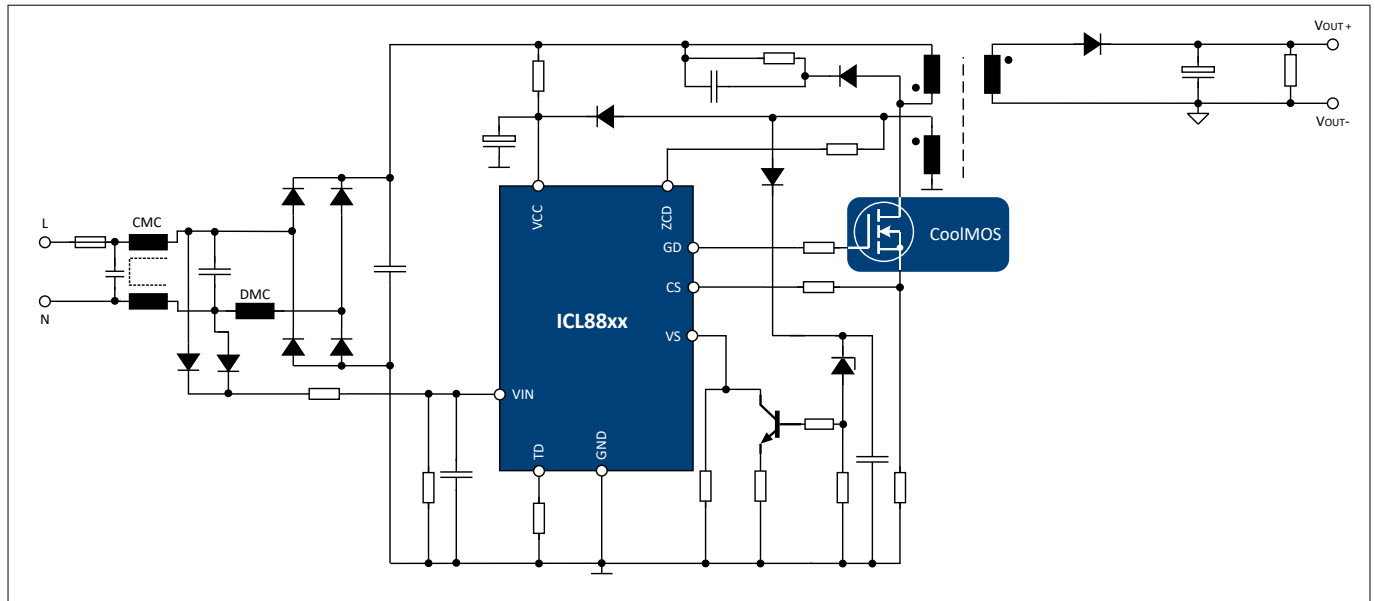 VOUT +
VOUT-
L
CMC
N
DMC
VCC
ZCD
GD
CoolMOS
CS
ICL88xx
VS
VIN
TD
GND